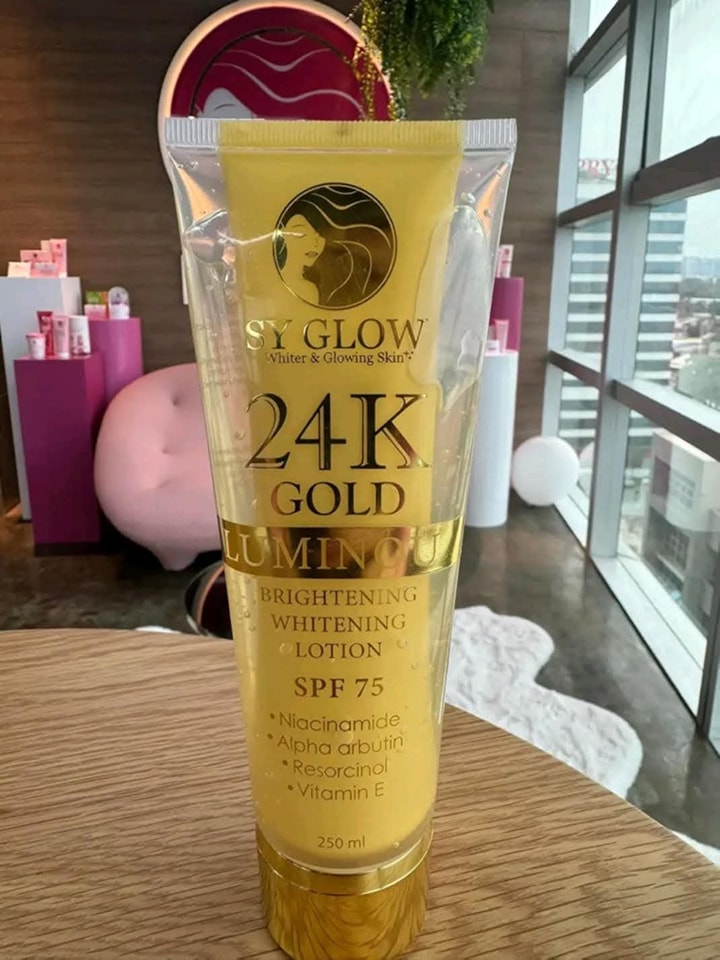 SY GLOW
Whiter & Glowing Skin
24K
GOLD
LUMINOU
BRIGHTENING
WHITENING
LOTION
SPF 75
• Niacinamide
• Alpha arbutin
• Resorcinol
• Vitamin E
250 ml